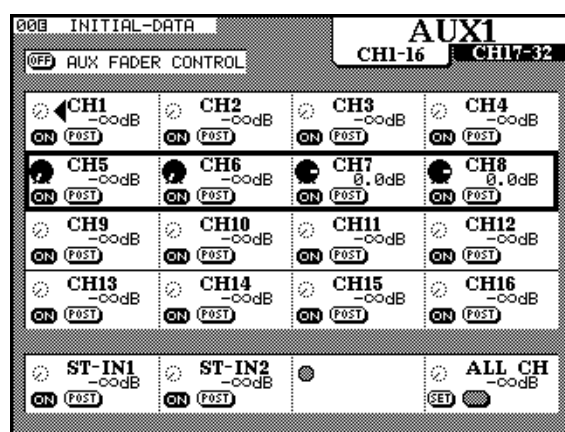 00 INITIAL-DATA
AUX1
CH1-16 CH17-32
OFF AUX FADER CONTROL
CH1 CH2 CH3 CH4
-∞dB -∞dB -∞dB -∞dB
ON POST ON POST ON POST ON POST
CH5 CH6 CH7 CH8
-∞dB -∞dB 0.0dB 0.0dB
ON POST ON POST ON POST ON POST
CH9 CH10 CH11 CH12
-∞dB -∞dB -∞dB -∞dB
ON POST ON POST ON POST ON POST
CH13 CH14 CH15 CH16
-∞dB -∞dB -∞dB -∞dB
ON POST ON POST ON POST ON POST
ST-IN1 ST-IN2 ALL CH
-∞dB -∞dB -∞dB
ON POST ON POST SET